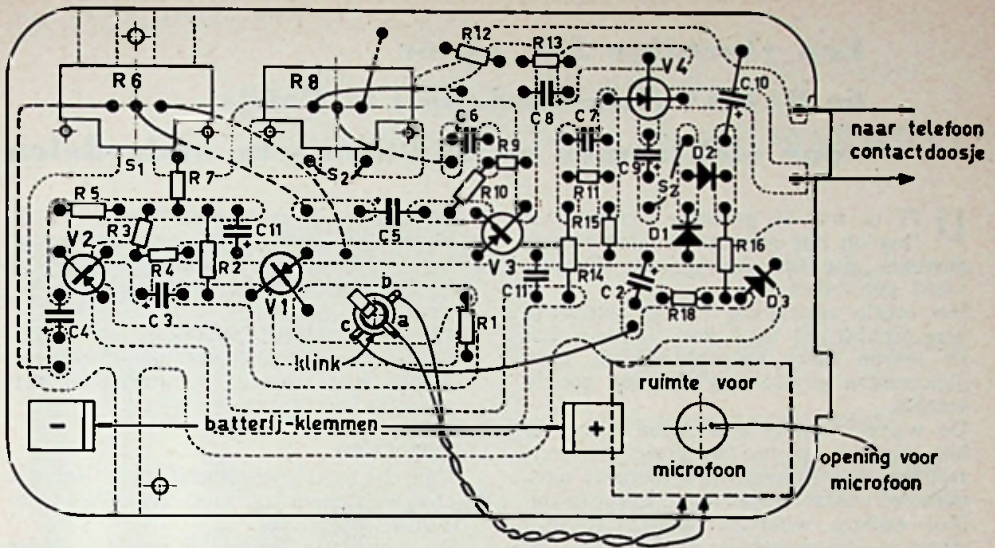 R12
R13
V4
C10
R6
R8
C6
C8
C7
R9
naar telefoon
contactdoosje
C9
D2
S1
R7
S2
R10
R11
S2
R5
R3
C11
C5
R15
D1
V2
R4
R2
V3
R14
R16
V1
b
C11
C2
D3
C4
C3
c
a
R1
R18
klink
ruimte voor
- batterij-klemmen +
microfoon
opening voor
microfoon